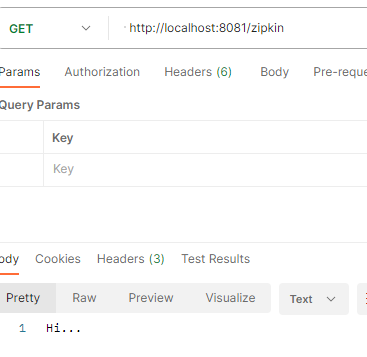 GET http://localhost:8081/zipkin
Params Authorization Headers (6) Body Pre-reque
Query Params
Key
Key
ody Cookies Headers (3) Test Results
Pretty Raw Preview Visualize Text
1 Hi...